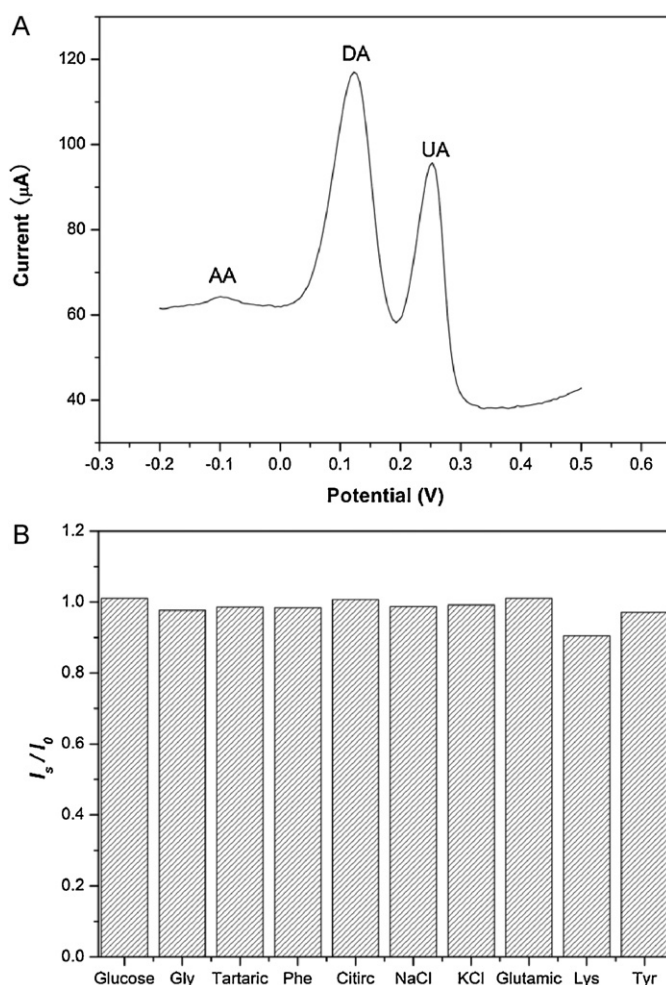 A
DA
UA
AA
120
100
80
60
40
Current (μA)
-0.3 -0.2 -0.1 0.0 0.1 0.2 0.3 0.4 0.5 0.6
Potential (V)
B
1.2
1.0
0.8
0.6
0.4
0.2
0.0
Is / I0
Glucose Gly Tartaric Phe Citirc NaCl KCl Glutamic Lys Tyr